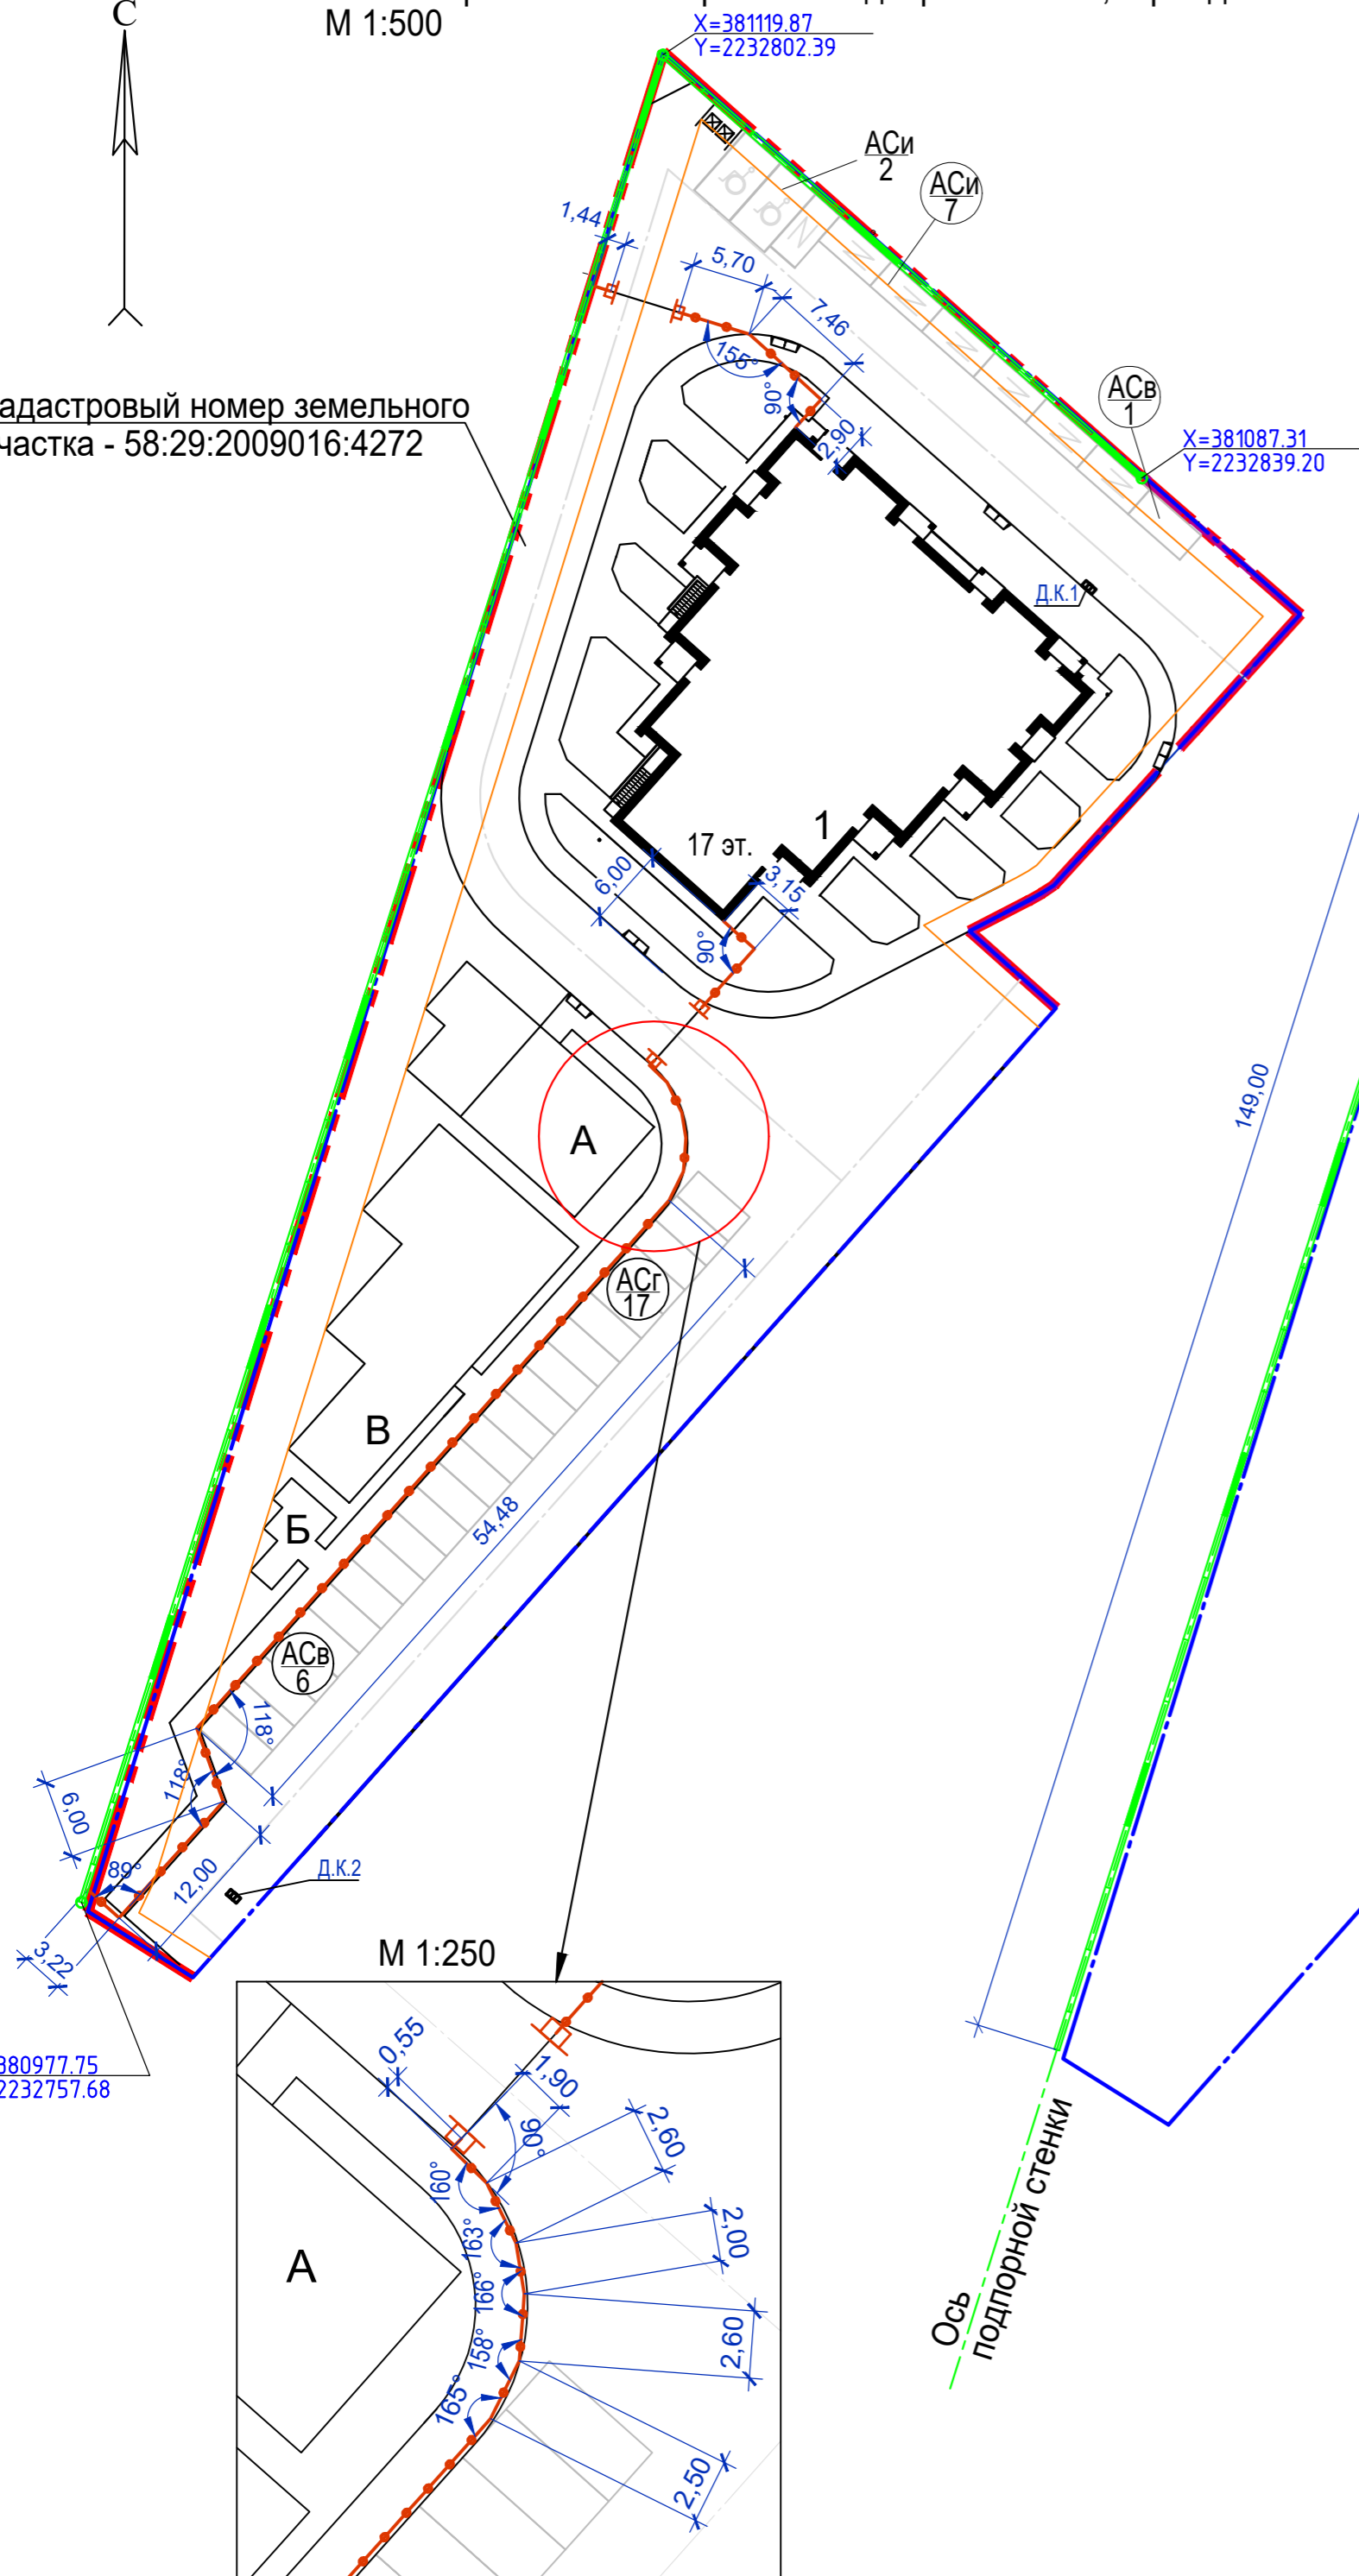 С
М 1:500
X=381119.87
Y=2232802.39
АСи
2
АСи
7
1,44
5,70
7,46
155°
90°
2,90
АСв
1
адастровый номер земельного
частка - 58:29:2009016:4272
X=381087.31
Y=2232839.20
Д.К.1
17 эт.
1
6,00
3,15
90°
149,00
А
АСг
17
В
54,48
Б
АСв
6
118°
118°
6,00
89°
12,00
Д.К.2
3,22
М 1:250
380977.75
2232757.68
0,55
1,90
90°
2,60
160°
163°
2,00
166°
А
158°
2,60
165°
2,50
Ось
подпорной стенки